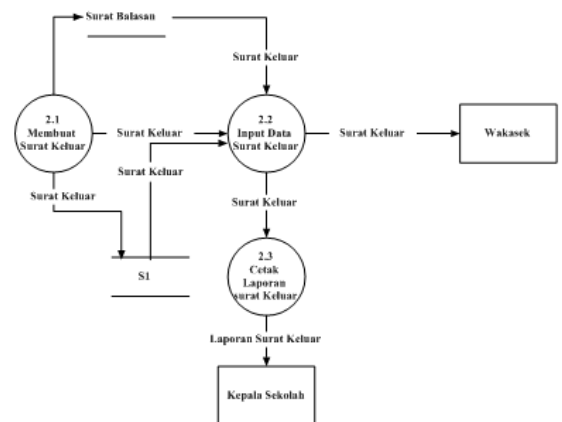 Surat Balasan
Surat Keluar
2.1
Membuat
Surat Keluar
Surat Keluar
2.2
Input Data
Surat Keluar
Surat Keluar
Wakasek
Surat Keluar
Surat Keluar
Surat Keluar
S1
2.3
Cetak
Laporan
surat Keluar
Laporan Surat Keluar
Kepala Sekolah